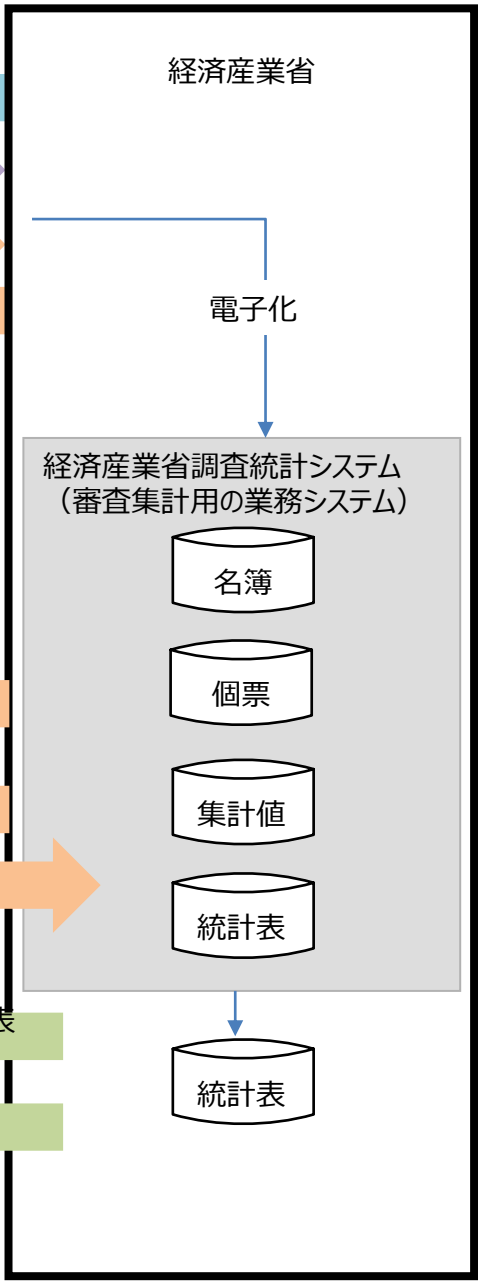 経済産業省
電子化
経済産業省調査統計システム
（審査集計用の業務システム）
名簿
個票
集計値
統計表
表
統計表